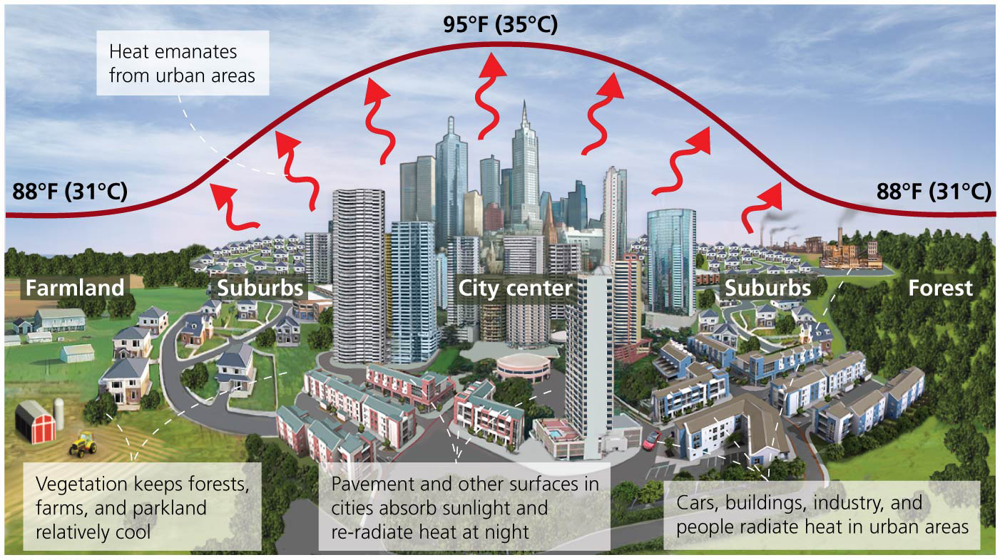 95°F (35°C)
Heat emanates
from urban areas
88°F (31°C)
88°F (31°C)
Farmland
Suburbs
City center
Suburbs
Forest
Vegetation keeps forests,
farms, and parkland
relatively cool
Pavement and other surfaces in
cities absorb sunlight and
re-radiate heat at night
Cars, buildings, industry, and
people radiate heat in urban areas